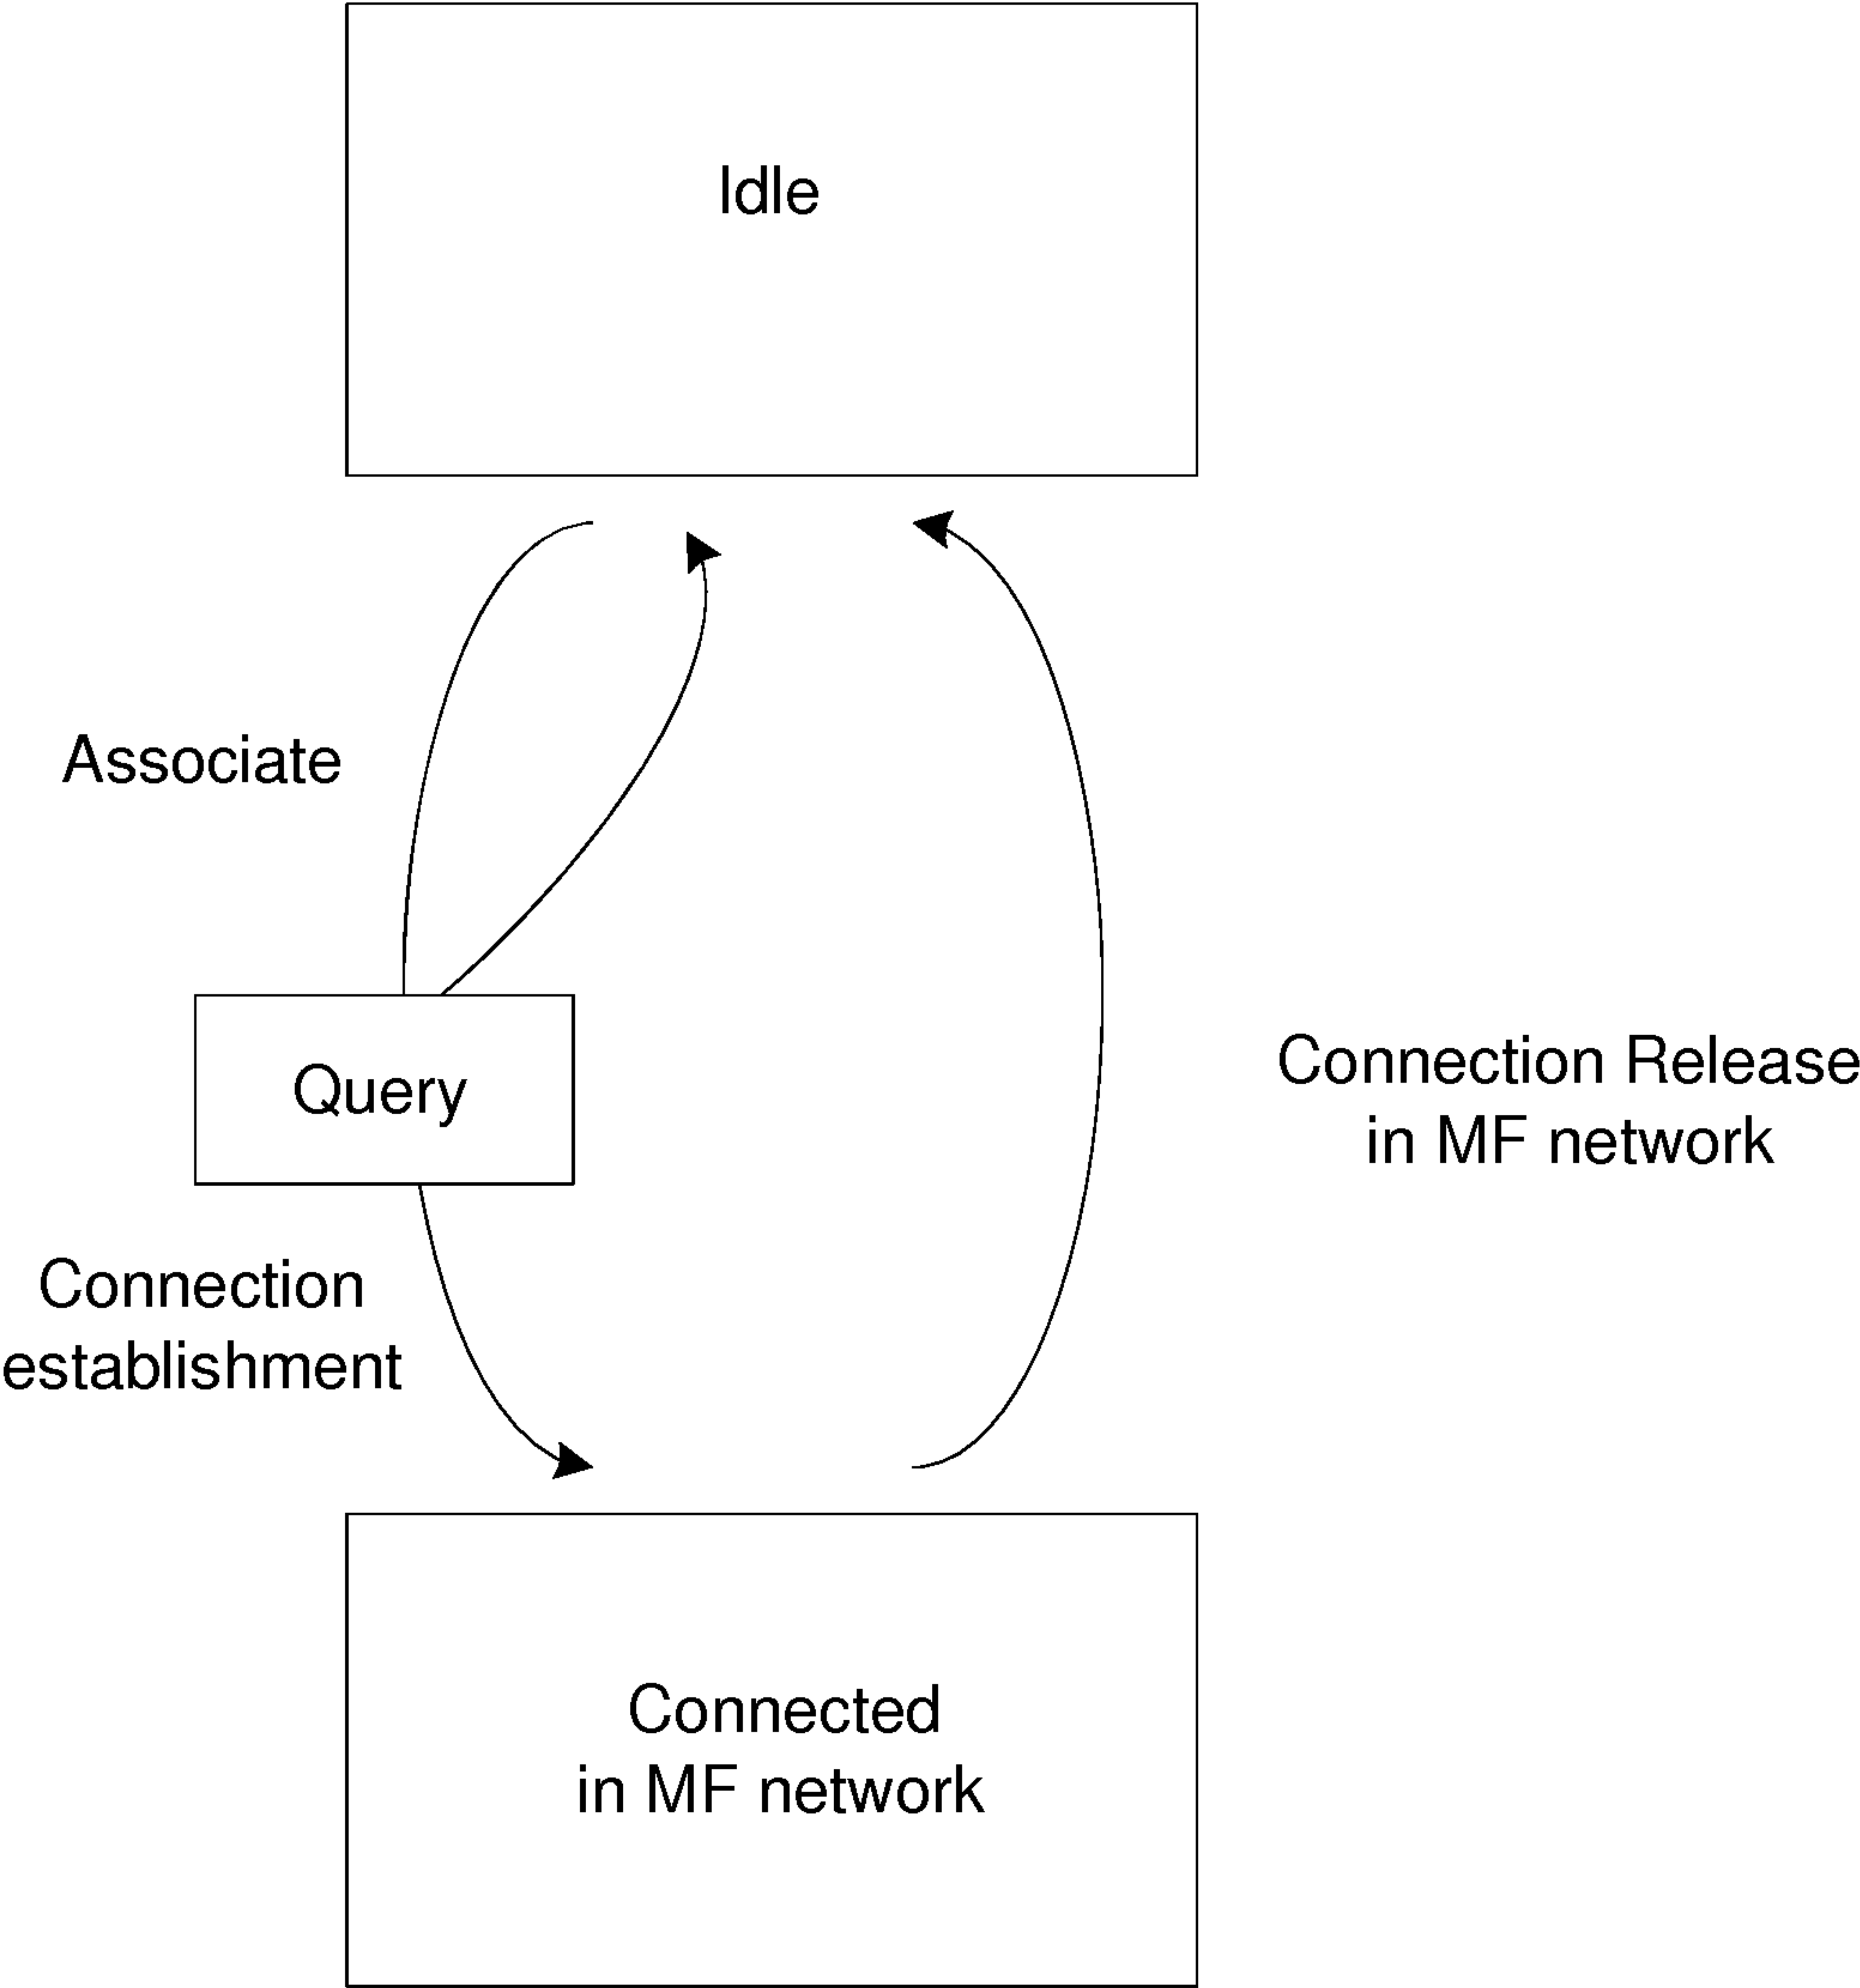 Idle
Associate
Query
Connection Release
in MF network
Connection
establishment
Connected
in MF network